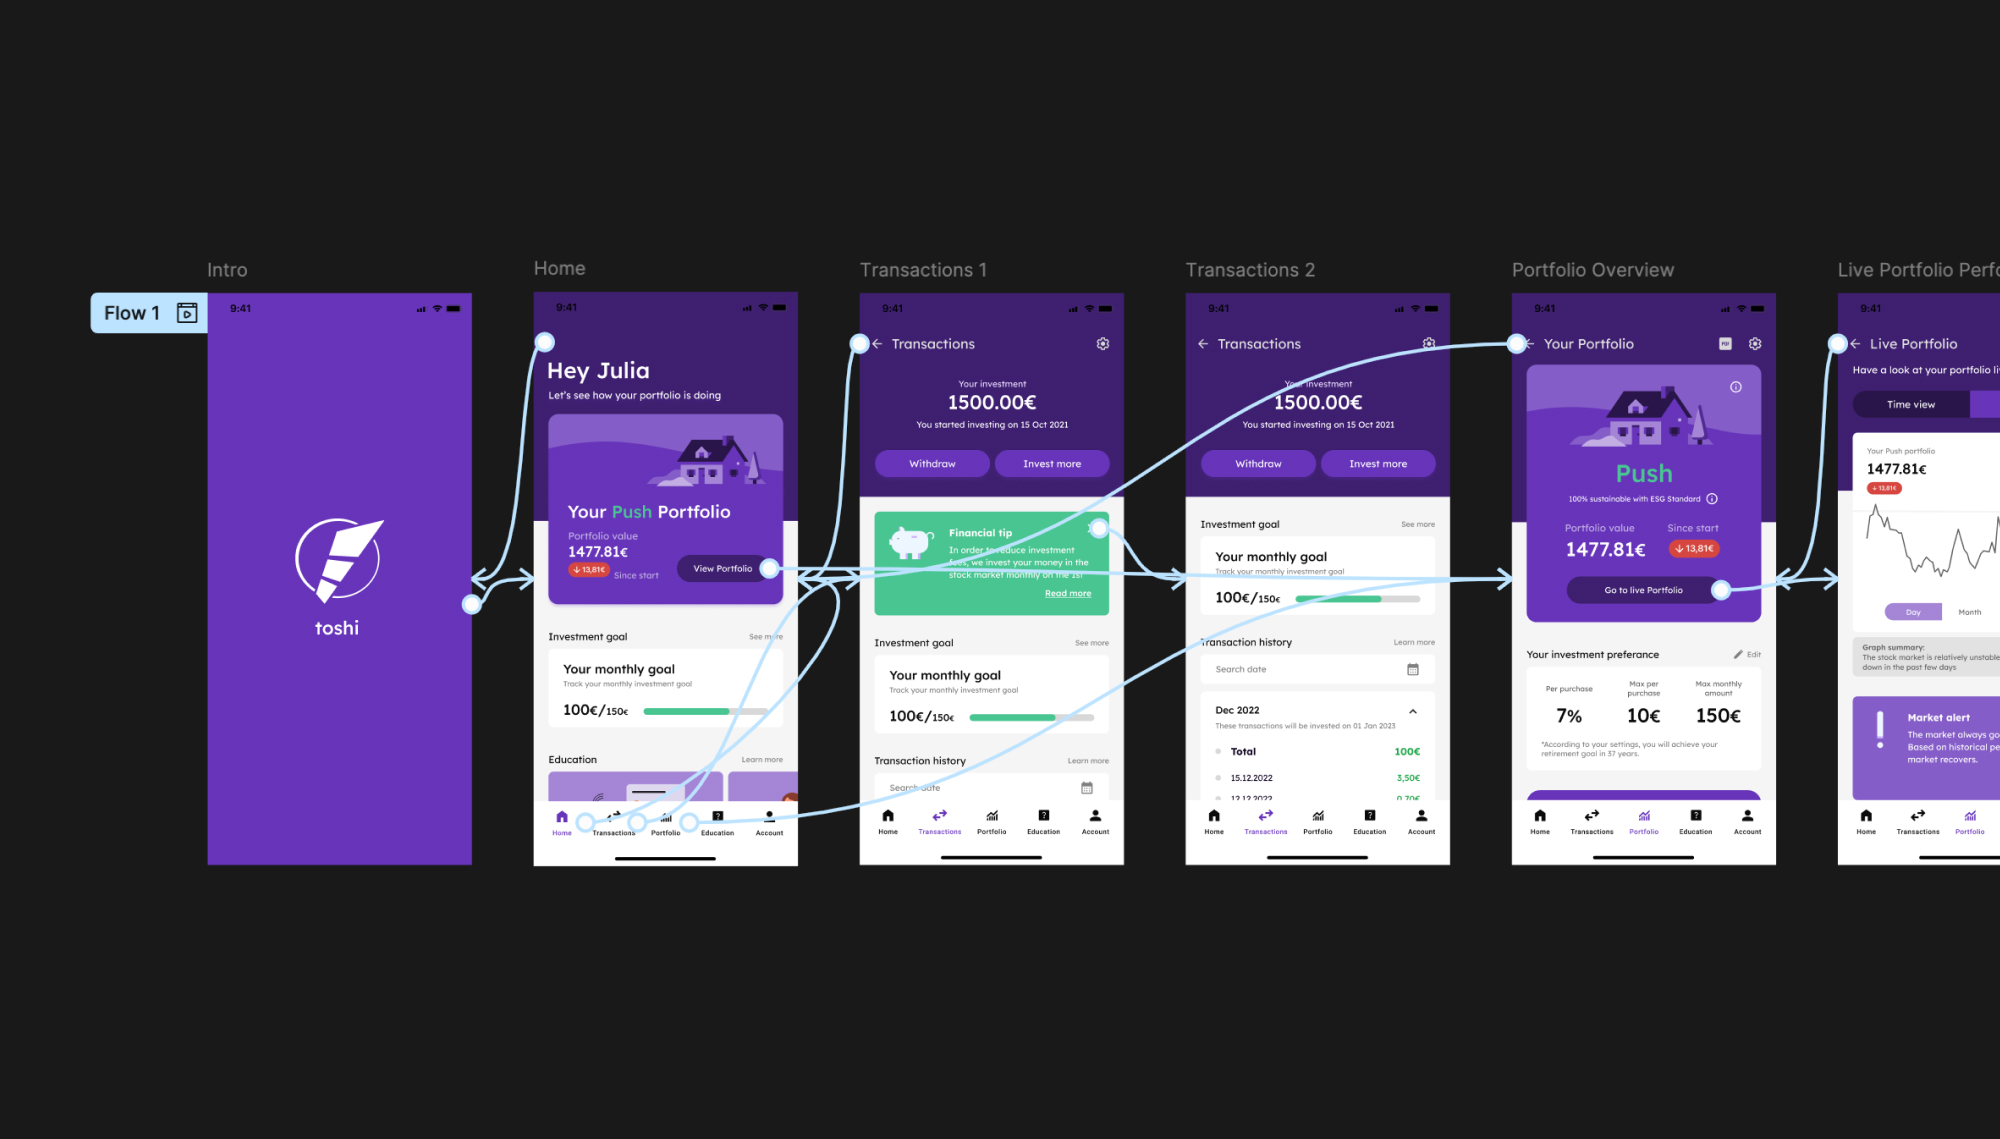 Intro
Flow 1
9:41
toshi
Home
9:41
Hey Julia
Let's see how your portfolio is doing
Your Push Portfolio
Portfolio value
1477.81€
13,81€
Since start
View Portfolio
Investment goal
See more
Your monthly goal
Track your monthly investment goal
100€/150€
Education
Learn more
Home
Transactions
Portfolio
Education
Account
Transactions 1
9:41
Transactions
Your investment
1500.00€
You started investing on 15 Oct 2021
Withdraw
Invest more
Financial tip
In order to reduce investment
fees, we invest your money in the
stock market monthly on the 1st
Read more
Investment goal
See more
Your monthly goal
Track your monthly investment goal
100€/150€
Transaction history
Learn more
Search date
Home
Transactions
Portfolio
Education
Account
Transactions 2
9:41
Transactions
Your investment
1500.00€
You started investing on 15 Oct 2021
Withdraw
Invest more
Investment goal
See more
Your monthly goal
Track your monthly investment goal
100€/150€
Transaction history
Learn more
Search date
Dec 2022
These transactions will be invested on 01 Jan 2023
Total
100€
15.12.2022
3,50€
12.12.2022
0,70€
Home
Transactions
Portfolio
Education
Account
Portfolio Overview
9:41
Your Portfolio
Push
100% sustainable with ESG Standard
Portfolio value
Since start
1477.81€
13,81€
Go to live Portfolio
Your investment preferance
Edit
Per purchase
Max per
purchase
Max monthly
amount
7%
10€
150€
*According to your settings, you will achieve your
retirement goal in 37 years.
Home
Transactions
Portfolio
Education
Account
Live Portfolio Perfo
9:41
Live Portfolio
Have a look at your portfolio li
Time view
Your Push portfolio
1477.81€
13,81€
Day
Month
Graph summary:
The stock market is relatively unstable
down in the past few days
Market alert
The market always go
Based on historical pe
market recovers.
Home
Transactions
Portfolio